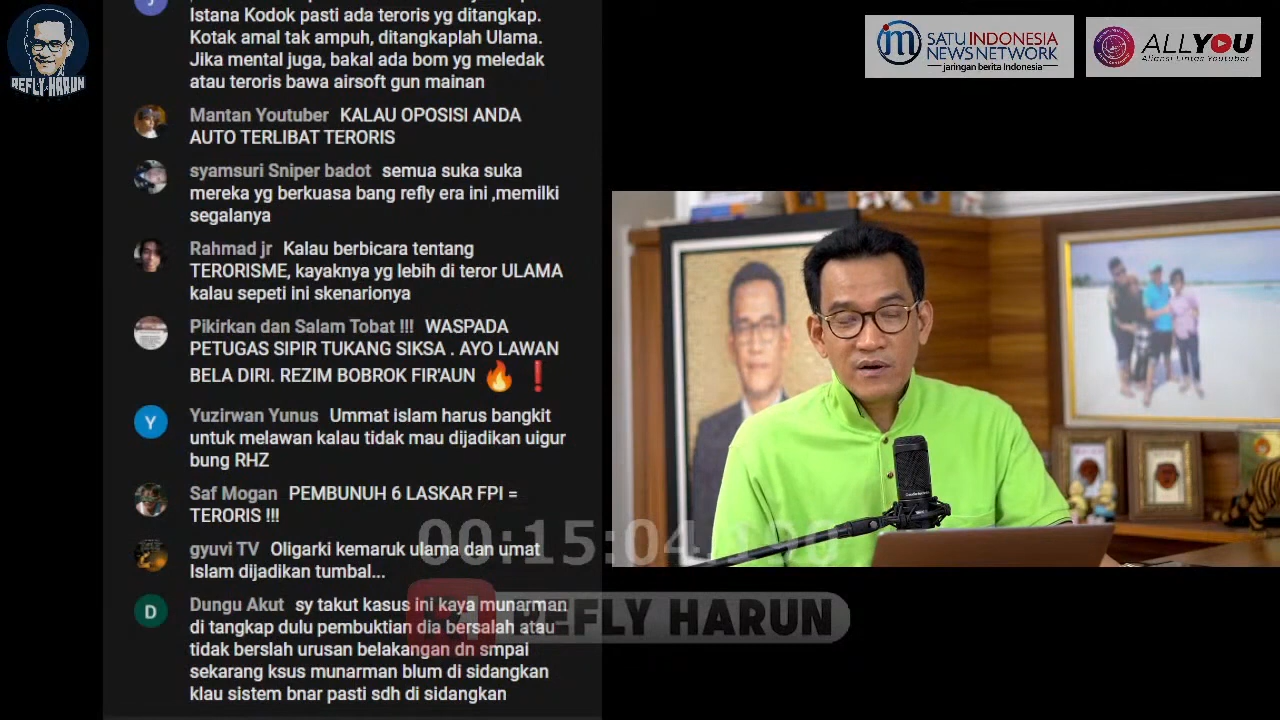 Istana Kodok pasti ada teroris yg ditangkap.
Kotak amal tak ampuh, ditangkaplah Ulama.
Jika mental juga, bakal ada bom yg meledak
atau teroris bawa airsoft gun mainan
Mantan Youtuber KALAU OPOSISI ANDA
AUTO TERLIBAT TERORIS
syamsuri Sniper badot semua suka suka
mereka yg berkuasa bang refly era ini ,memilki
segalanya
Rahmad jr Kalau berbicara tentang
TERORISME, kayaknya yg lebih di teror ULAMA
kalau sepeti ini skenarionya
Pikirkan dan Salam Tobat !!! WASPADA
PETUGAS SIPIR TUKANG SIKSA . AYO LAWAN
BELA DIRI. REZIM BOBROK FIR'AUN 🔥 ❗
Y
Yuzirwan Yunus Ummat islam harus bangkit
untuk melawan kalau tidak mau dijadikan uigur
bung RHZ
Saf Mogan PEMBUNUH 6 LASKAR FPI =
TERORIS !!!
gyuvi TV Oligarki kemaruk ulama dan umat
Islam dijadikan tumbal...
D
Dungu Akut sy takut kasus ini kaya munarman
di tangkap dulu pembuktian dia bersalah atau
tidak berslah urusan belakangan dn smpai
sekarang ksus munarman blum di sidangkan
klau sistem bnar pasti sdh di sidangkan
REFLY HARUN
SATU INDONESIA
NEWS NETWORK
jaringan berita Indonesia
ALLYOU
Aliansi Lintas Youtuber
00:15:04.190
REFLY HARUN